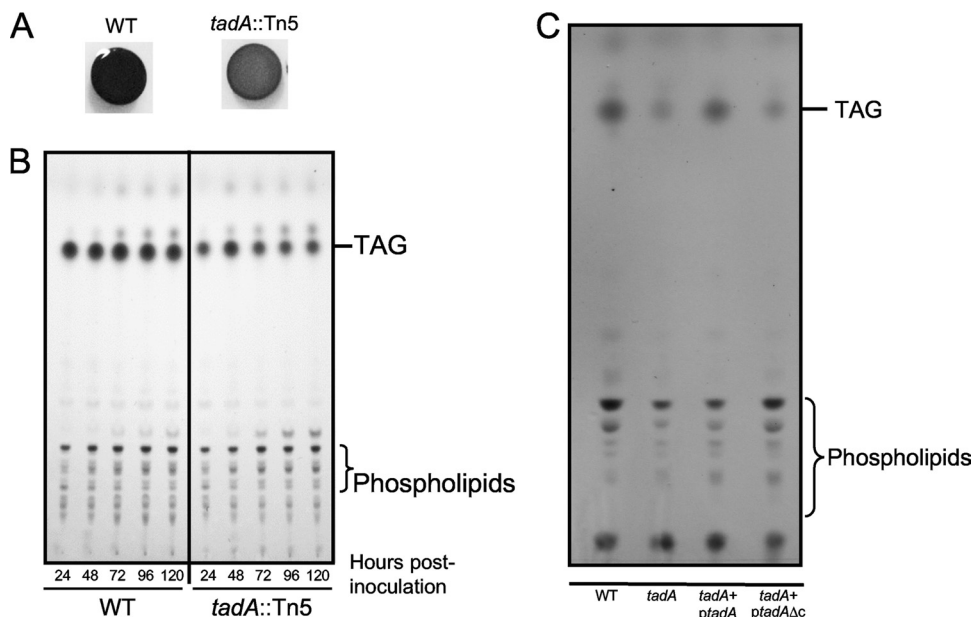 A
WT
tadA::Tn5
B
TAG
Phospholipids
24 48 72 96 120 24 48 72 96 120
Hours post-
inoculation
WT
tadA::Tn5
C
TAG
Phospholipids
WT
tadA
tadA+
ptadA
tadA+
ptadAΔc